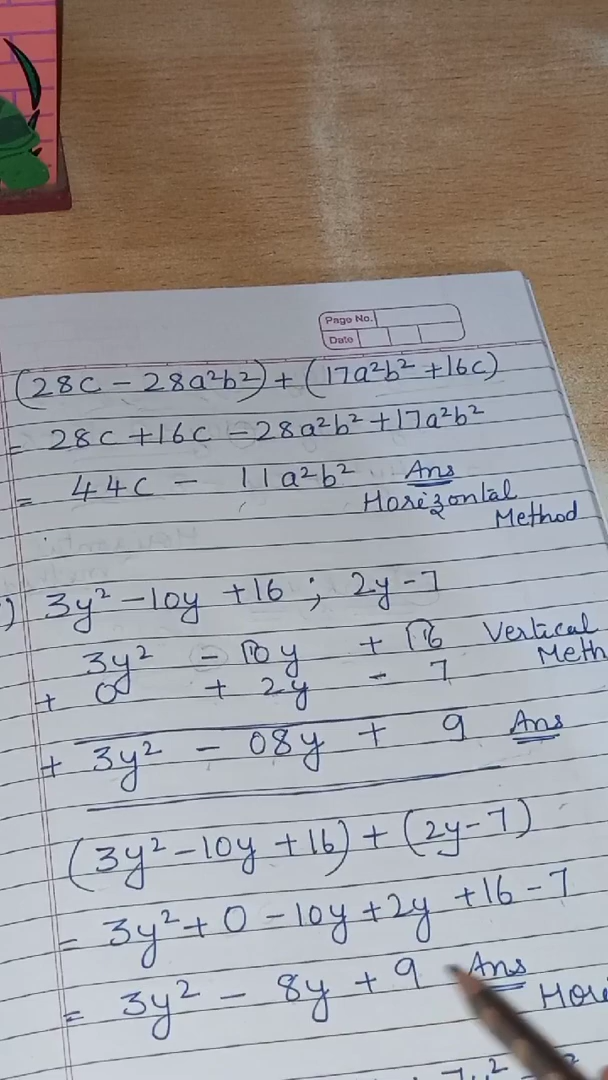 Page No.
Date
(28c - 28a²b²) + (17a²b² + 16c)
= 28c + 16c - 28a²b² + 17a²b²
= 44c - 11a²b² Ans
Horizontal
Method
) 3y² - 10y + 16 ; 2y - 7
3y² - 10y + 16 Vertical
+ 0 + 2y - 7 Meth
+ 3y² - 08y + 9 Ans
(3y² - 10y + 16) + (2y - 7)
= 3y² + 0 - 10y + 2y + 16 - 7
= 3y² - 8y + 9 Ans
Hori